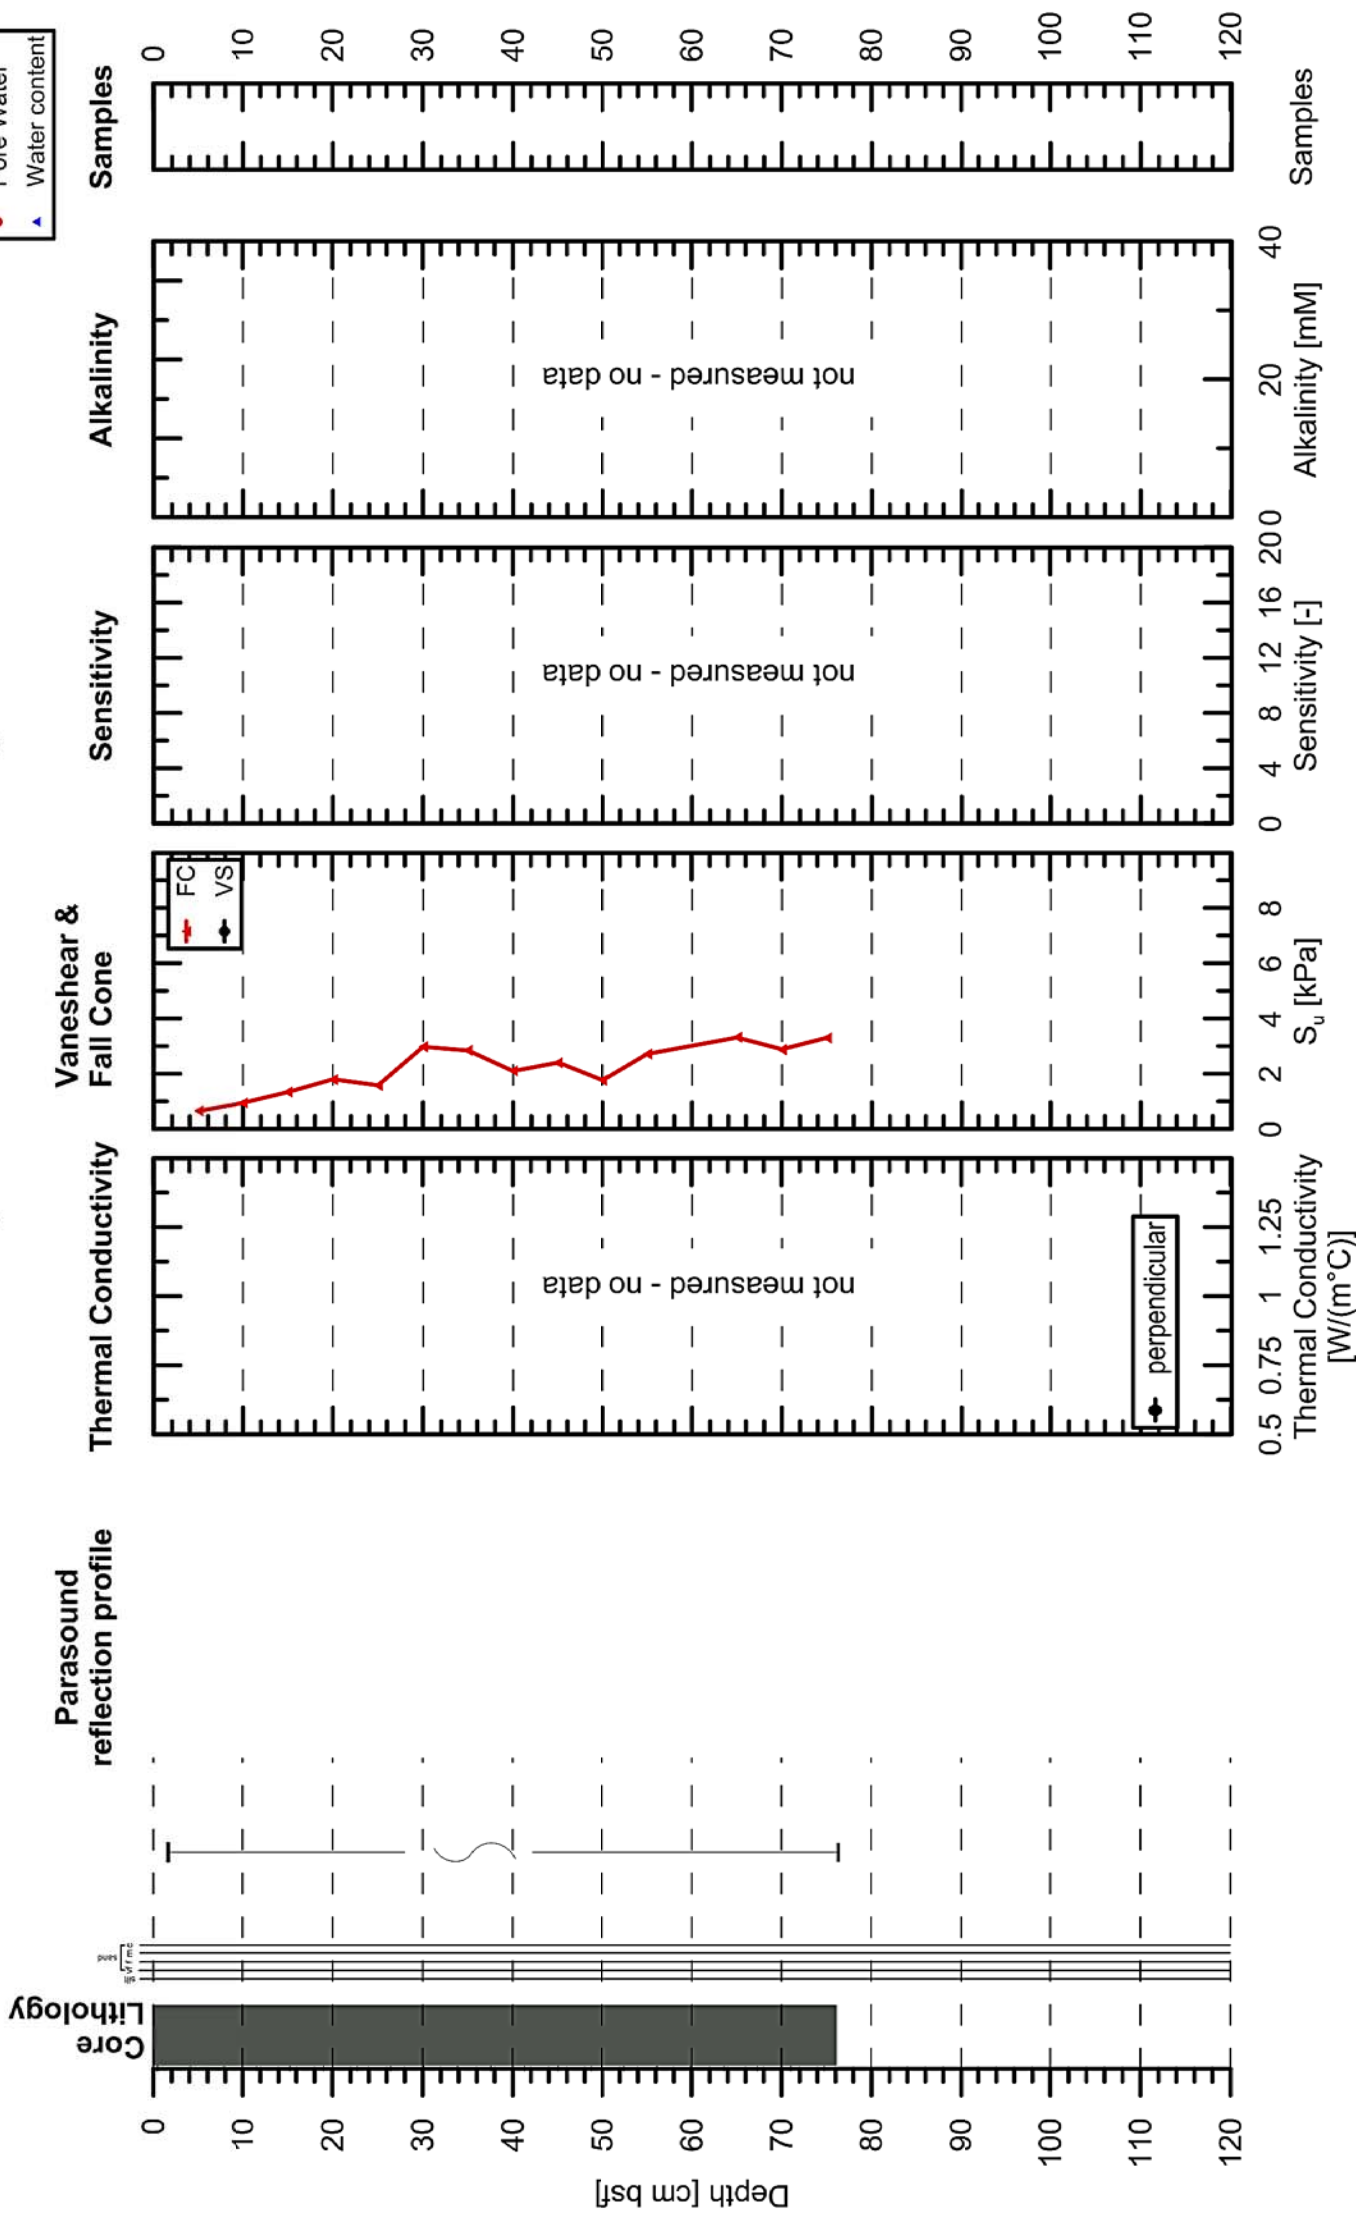 Pore Water
Water content
Core
Lithology
Parasound
reflection profile
Thermal Conductivity
Vaneshear &
Fall Cone
Sensitivity
Alkalinity
Samples
sand
silt
vf f m c
0
10
20
30
40
50
60
70
80
90
100
110
120
Depth [cm bsf]
not measured - no data
perpendicular
0.5 0.75 1 1.25
Thermal Conductivity
[W/(m°C)]
FC
VS
0 2 4 6 8
Su [kPa]
not measured - no data
0 4 8 12 16 20
Sensitivity [-]
not measured - no data
0 20 40
Alkalinity [mM]
0
10
20
30
40
50
60
70
80
90
100
110
120
Samples